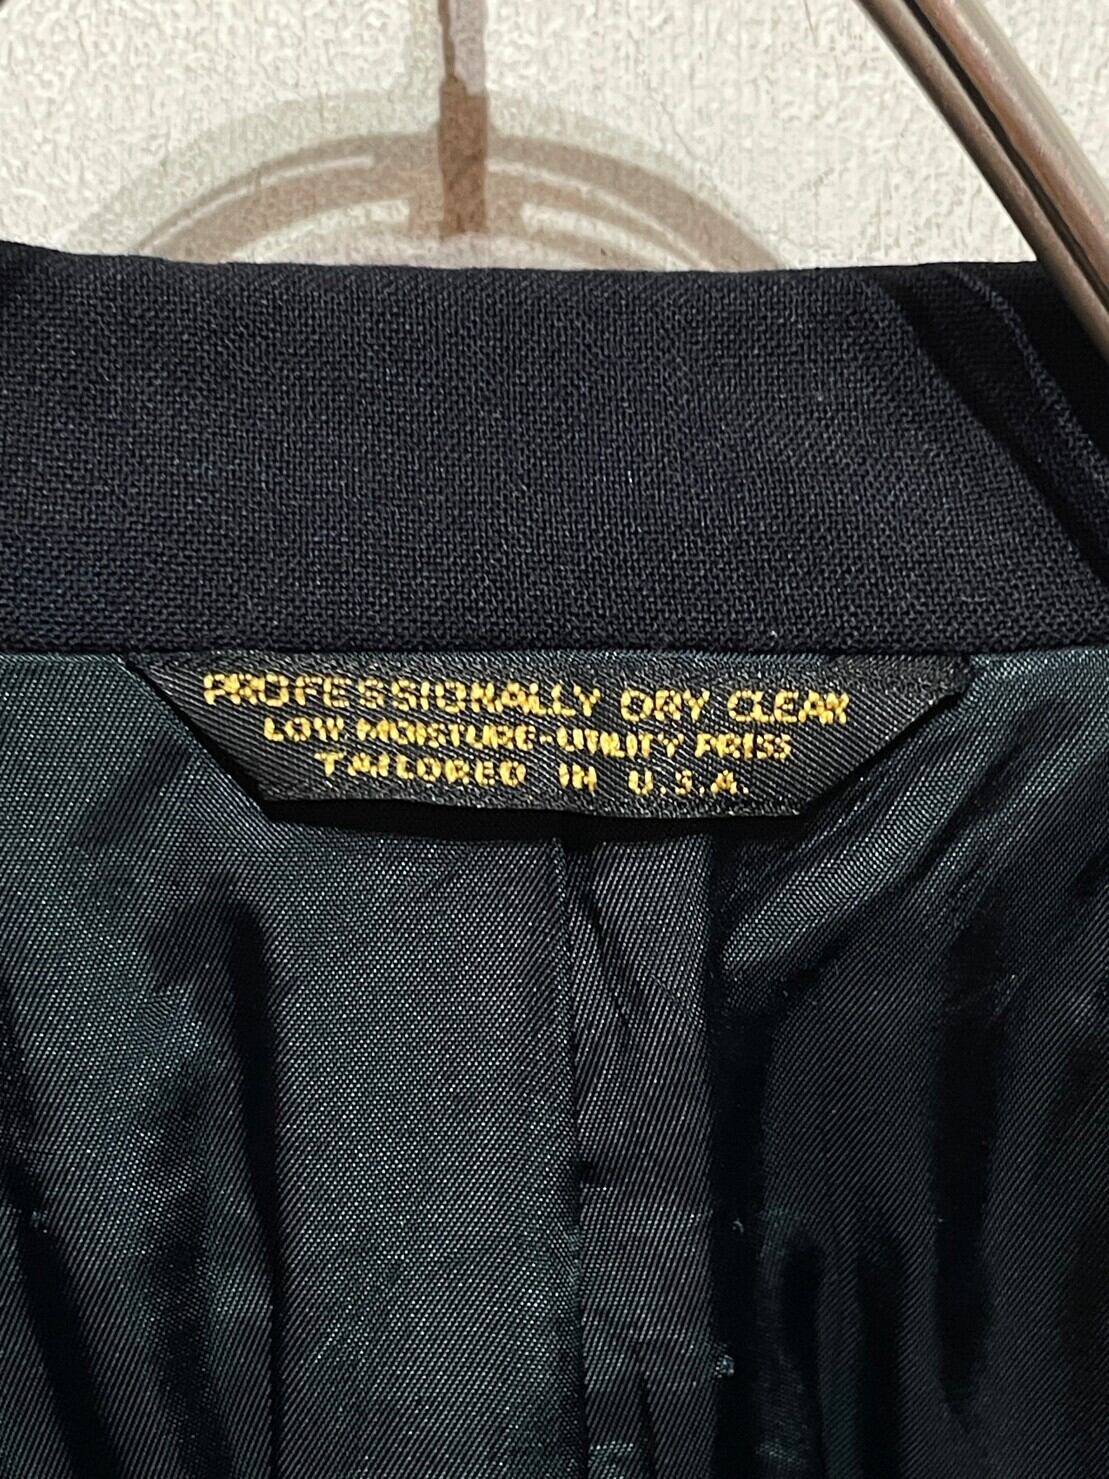 PROFESSIONALLY DRY CLEAN
LOW MOISTURE-UTILITY PRESS
TAILORED IN U.S.A.